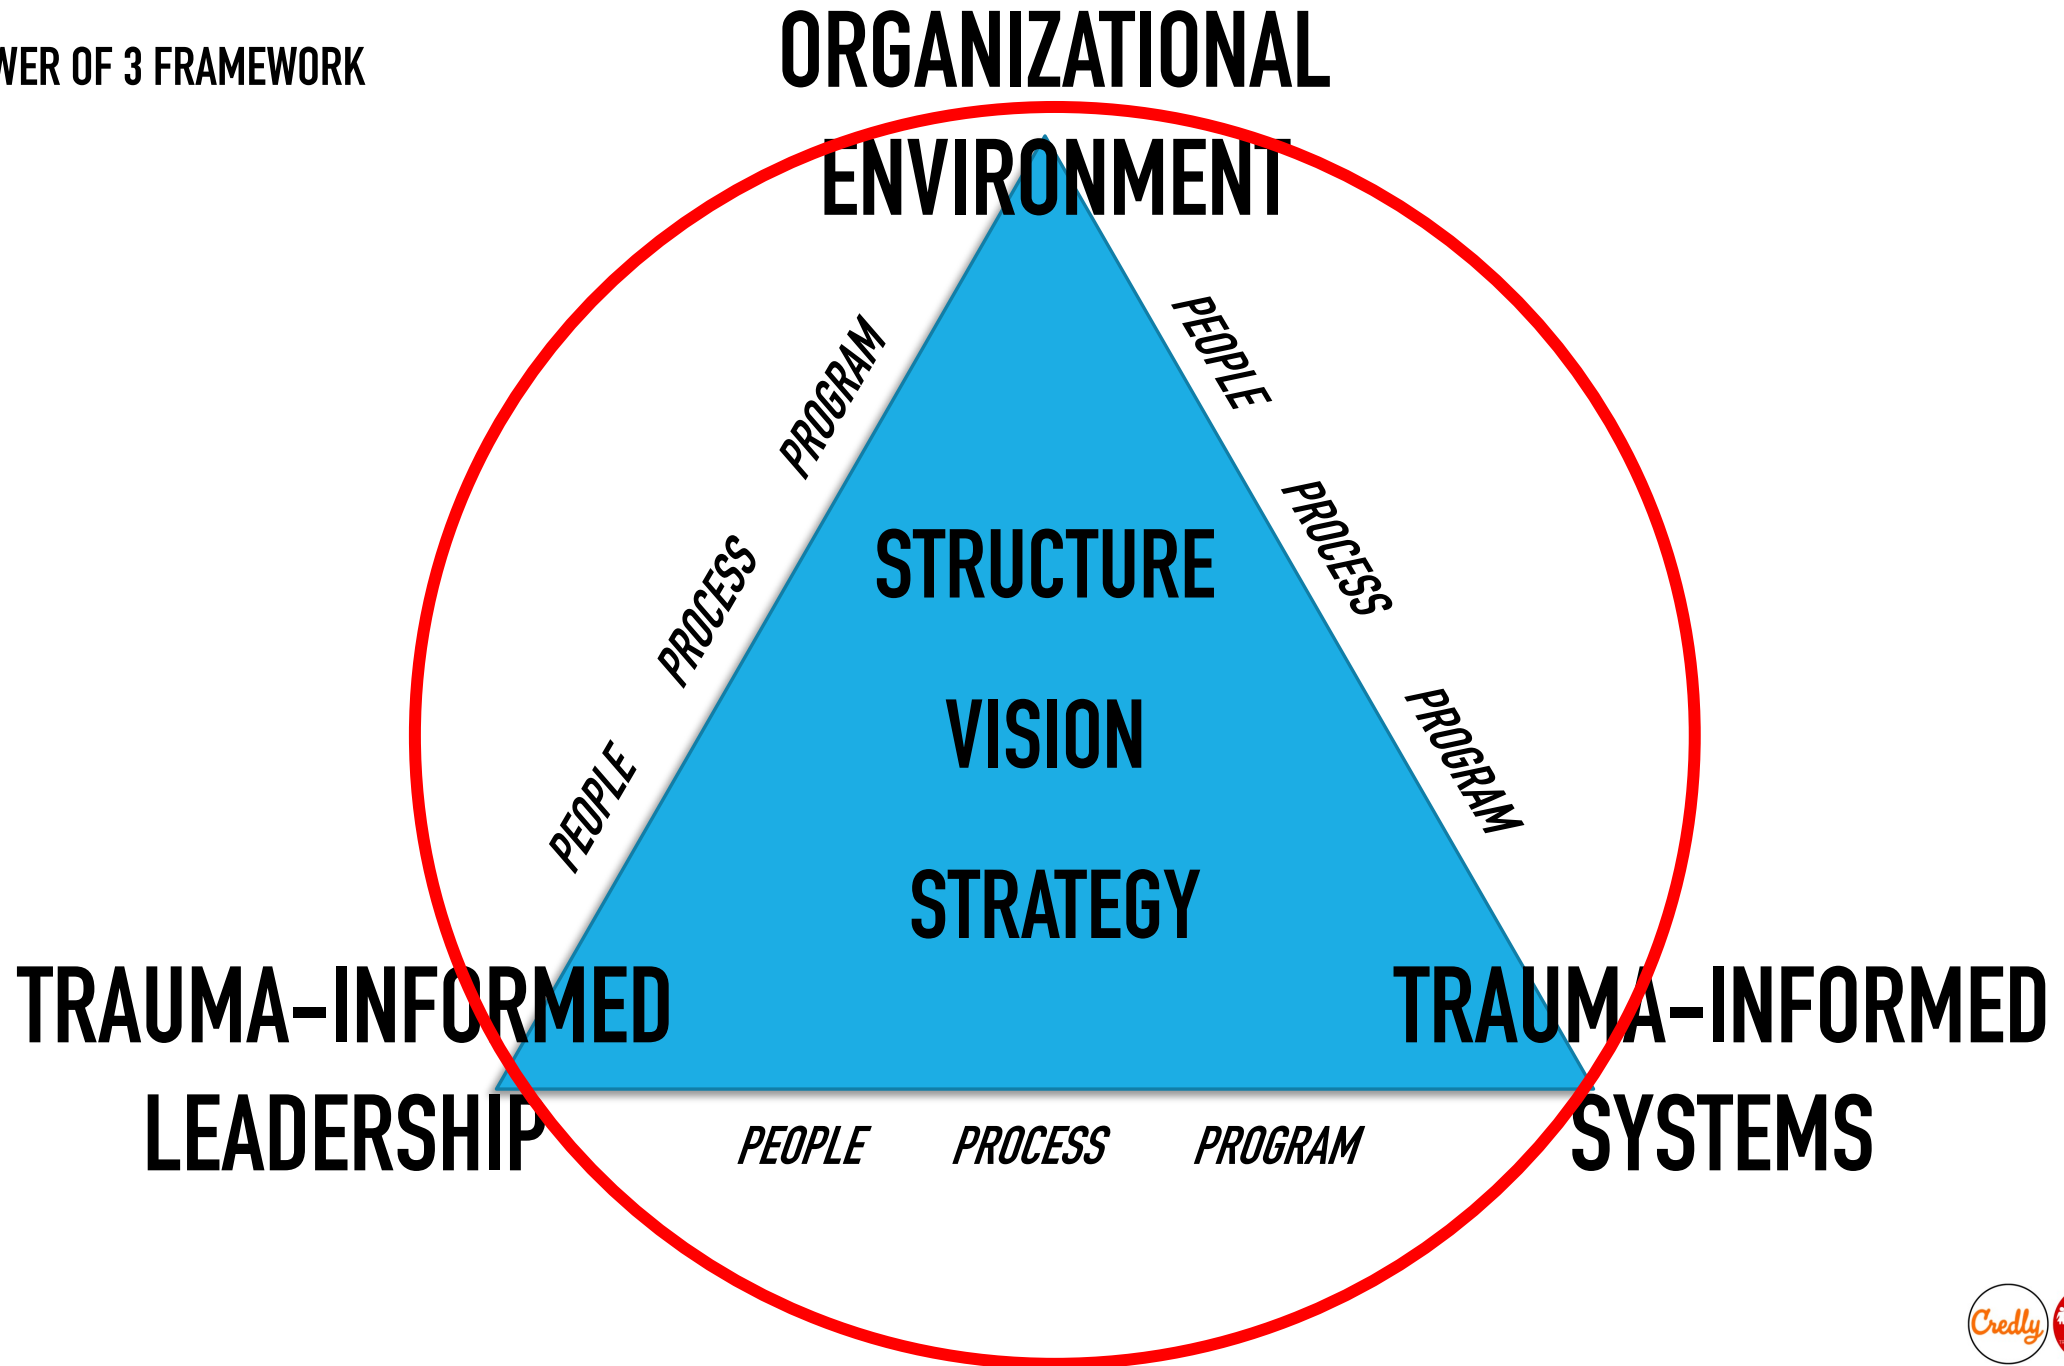 WER OF 3 FRAMEWORK
ORGANIZATIONAL
ENVIRONMENT
PROGRAM
PROCESS
PEOPLE
PEOPLE
PROCESS
PROGRAM
STRUCTURE
VISION
STRATEGY
TRAUMA-INFORMED
LEADERSHIP
TRAUMA-INFORMED
SYSTEMS
PEOPLE PROCESS PROGRAM
Credly